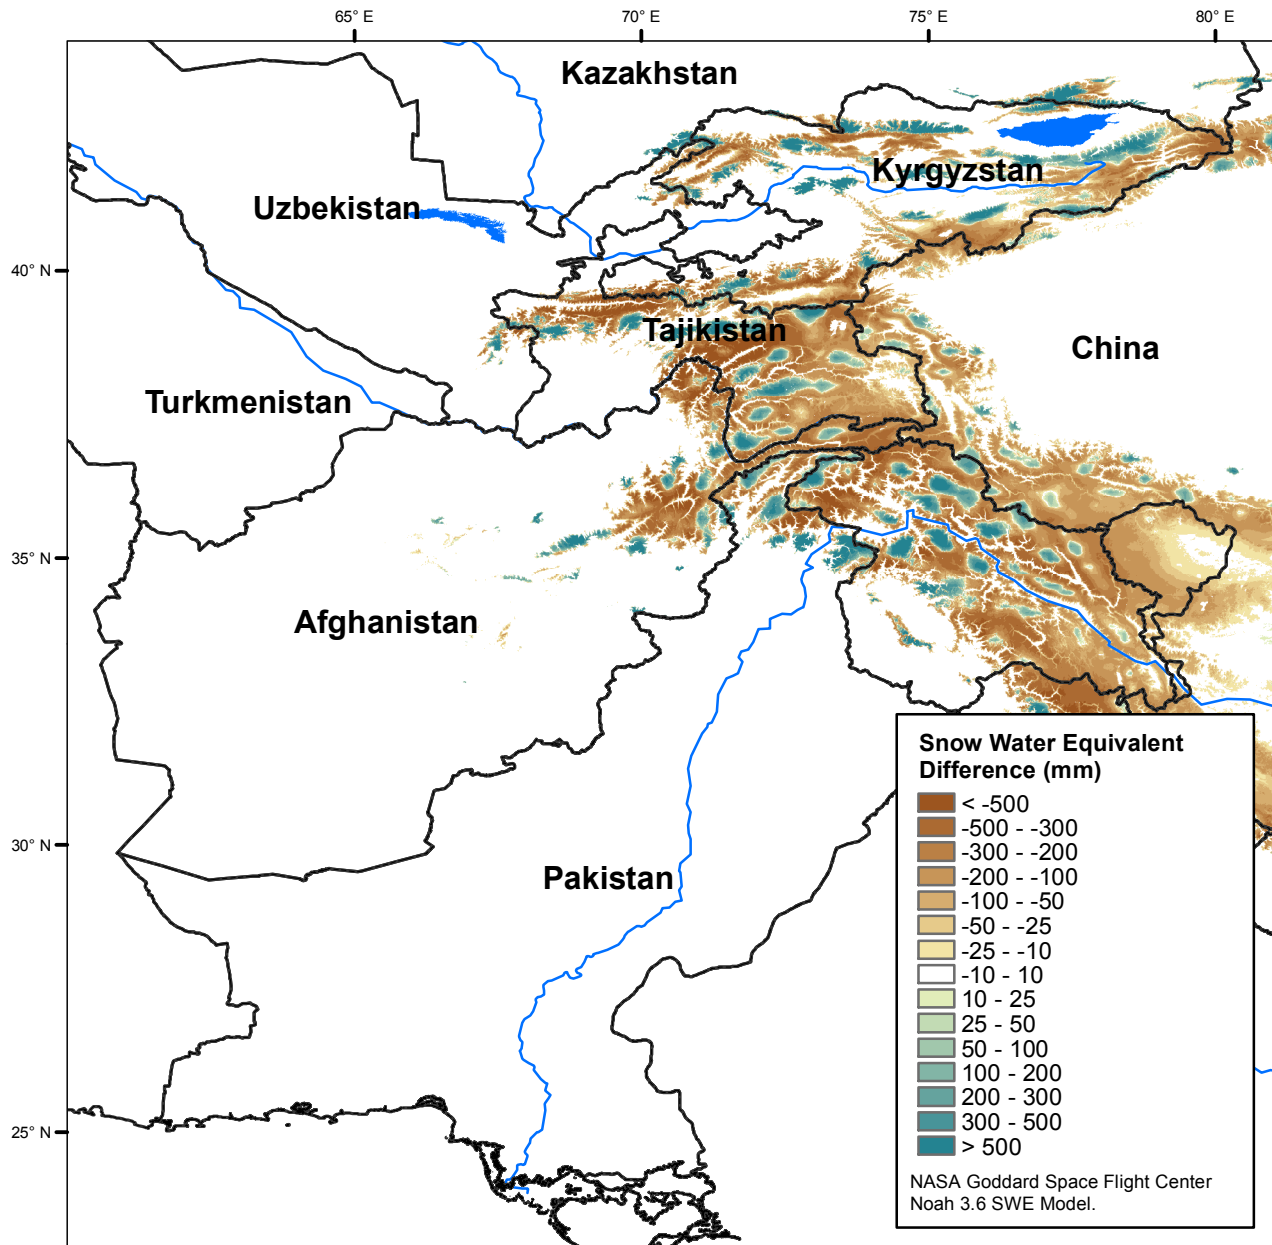 65° E
70° E
75° E
80° E
Kazakhstan
Kyrgyzstan
Uzbekistan
40° N
Tajikistan
China
Turkmenistan
35° N
Afghanistan
30° N
Pakistan
25° N
Snow Water Equivalent
Difference (mm)
< -500
-500 - -300
-300 - -200
-200 - -100
-100 - -50
-50 - -25
-25 - -10
-10 - 10
10 - 25
25 - 50
50 - 100
100 - 200
200 - 300
300 - 500
> 500
NASA Goddard Space Flight Center
Noah 3.6 SWE Model.